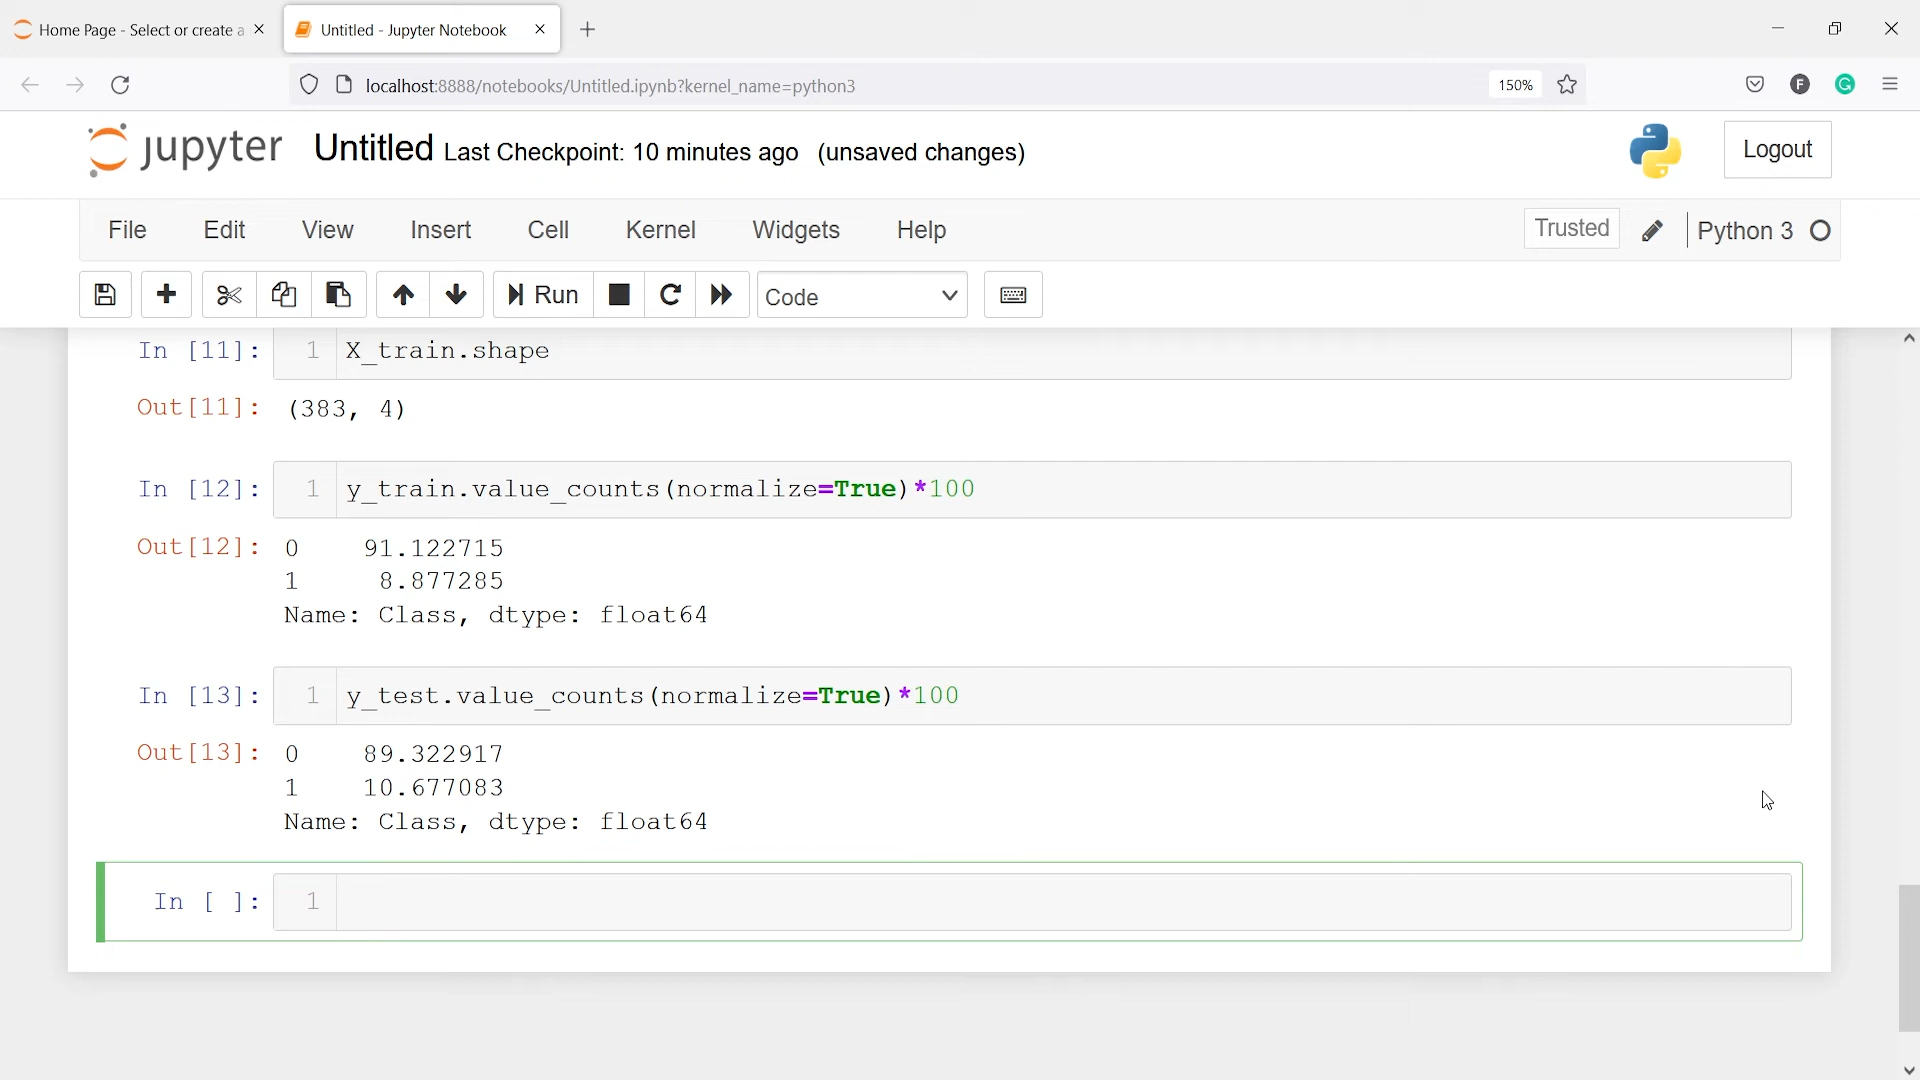 Home Page - Select or create a
Untitled - Jupyter Notebook
localhost:8888/notebooks/Untitled.ipynb?kernel_name=python3
150%
F
G
jupyter Untitled Last Checkpoint: 10 minutes ago (unsaved changes)
Logout
File Edit View Insert Cell Kernel Widgets Help
Trusted
Python 3
Run
Code
In [11]: 1 X_train.shape
Out[11]: (383, 4)
In [12]: 1 y_train.value_counts(normalize=True)*100
Out[12]: 0 91.122715
1 8.877285
Name: Class, dtype: float64
In [13]: 1 y_test.value_counts(normalize=True)*100
Out[13]: 0 89.322917
1 10.677083
Name: Class, dtype: float64
In [ ]: 1